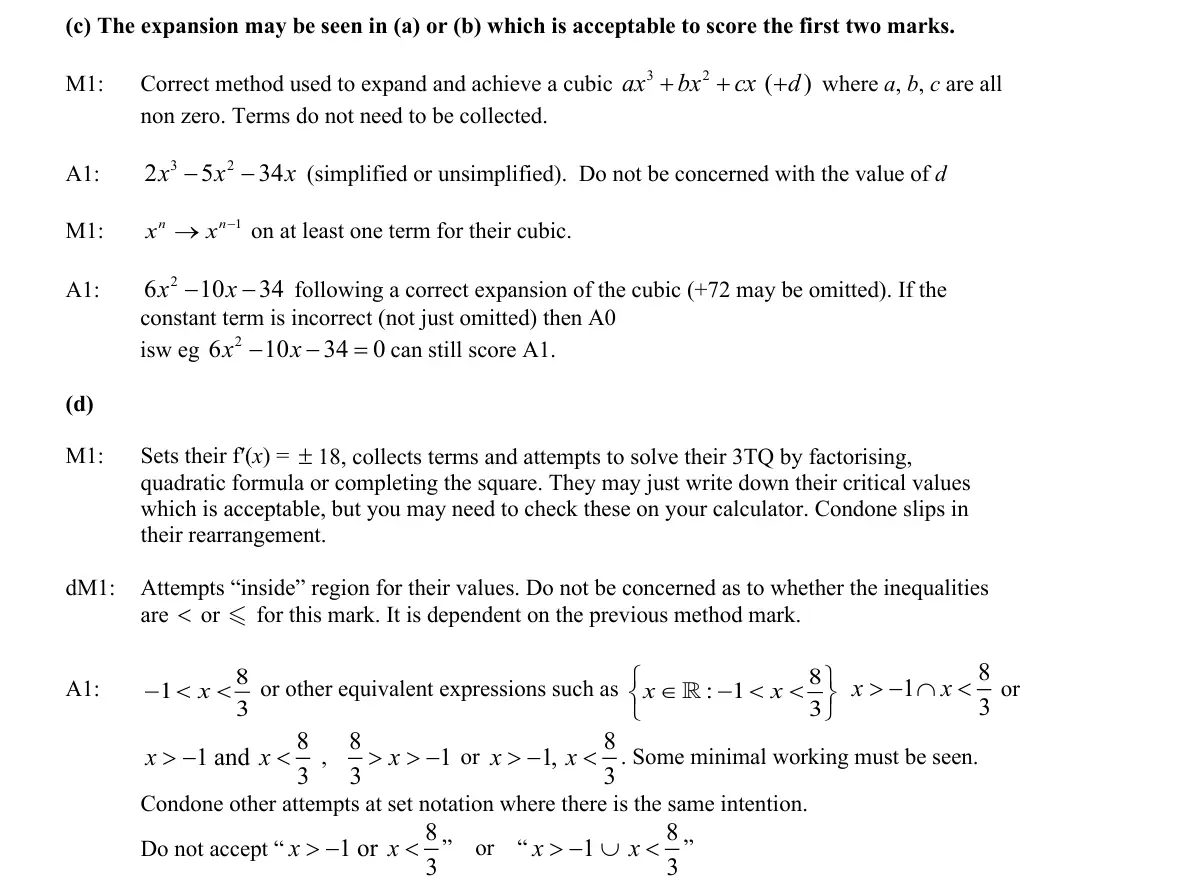 (c) The expansion may be seen in (a) or (b) which is acceptable to score the first two marks.
M1: Correct method used to expand and achieve a cubic ax³ + bx² + cx (+d) where a, b, c are all
non zero. Terms do not need to be collected.
A1: 2x³ − 5x² − 34x (simplified or unsimplified). Do not be concerned with the value of d
M1: xⁿ → xⁿ⁻¹ on at least one term for their cubic.
A1: 6x² − 10x − 34 following a correct expansion of the cubic (+72 may be omitted). If the
constant term is incorrect (not just omitted) then A0
isw eg 6x² − 10x − 34 = 0 can still score A1.
(d)
M1: Sets their f′(x) = ± 18, collects terms and attempts to solve their 3TQ by factorising,
quadratic formula or completing the square. They may just write down their critical values
which is acceptable, but you may need to check these on your calculator. Condone slips in
their rearrangement.
dM1: Attempts “inside” region for their values. Do not be concerned as to whether the inequalities
are < or ⩽ for this mark. It is dependent on the previous method mark.
A1: −1 < x < 8/3 or other equivalent expressions such as {x ∈ ℝ : −1 < x < 8/3} x > −1 ∩ x < 8/3 or
x > −1 and x < 8/3 , 8/3 > x > −1 or x > −1, x < 8/3 . Some minimal working must be seen.
Condone other attempts at set notation where there is the same intention.
Do not accept “ x > −1 or x < 8/3 ” or “ x > −1 ∪ x < 8/3 ”